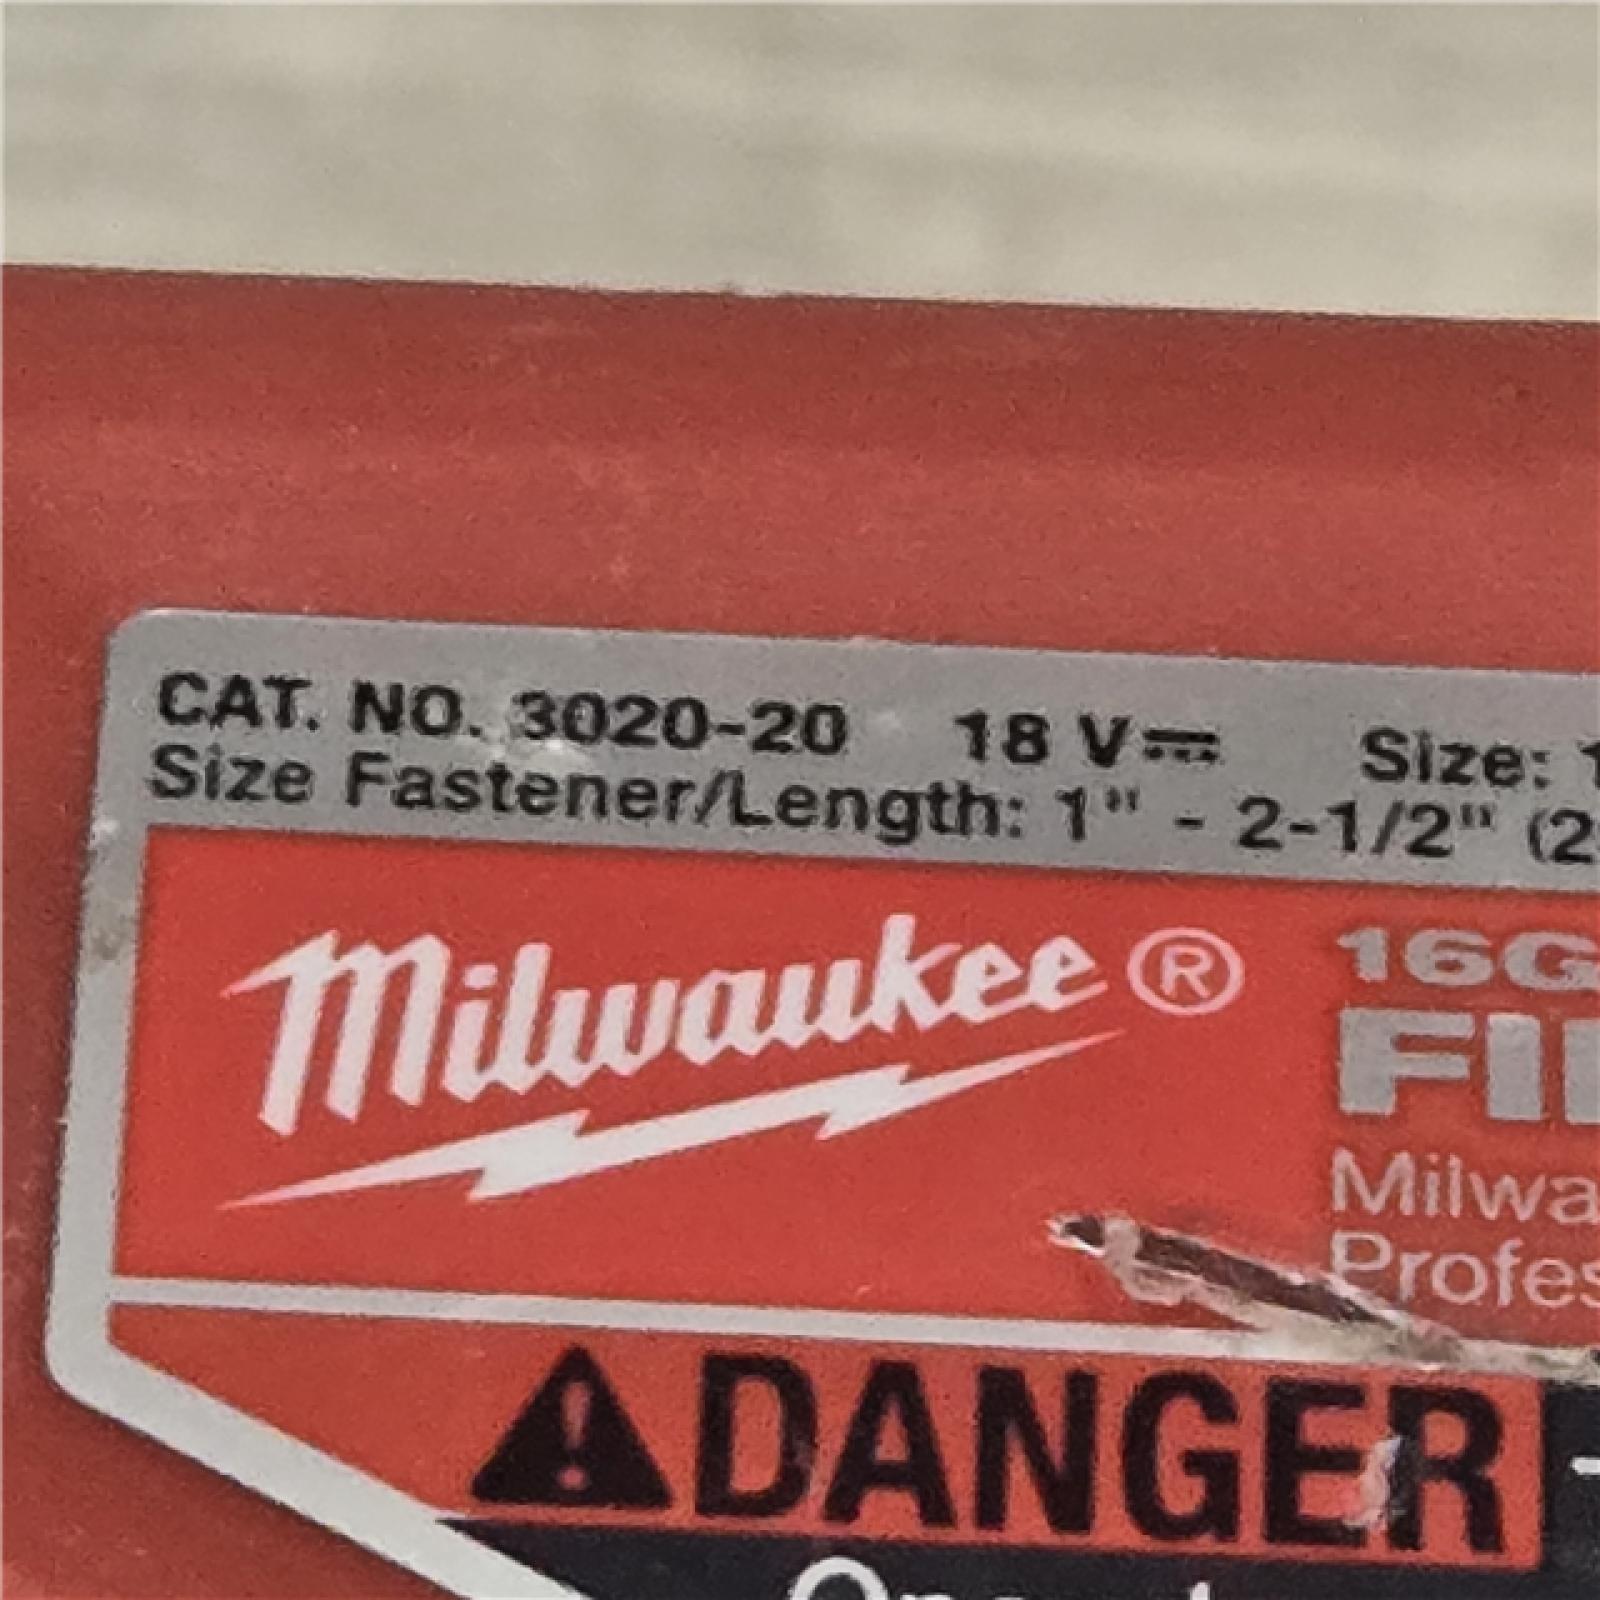 CAT. NO. 3020-20 18 V⎓ Size: 1
Size Fastener/Length: 1" - 2-1/2" (2
Milwaukee®
16G
FI
Milwa
Profes
DANGER